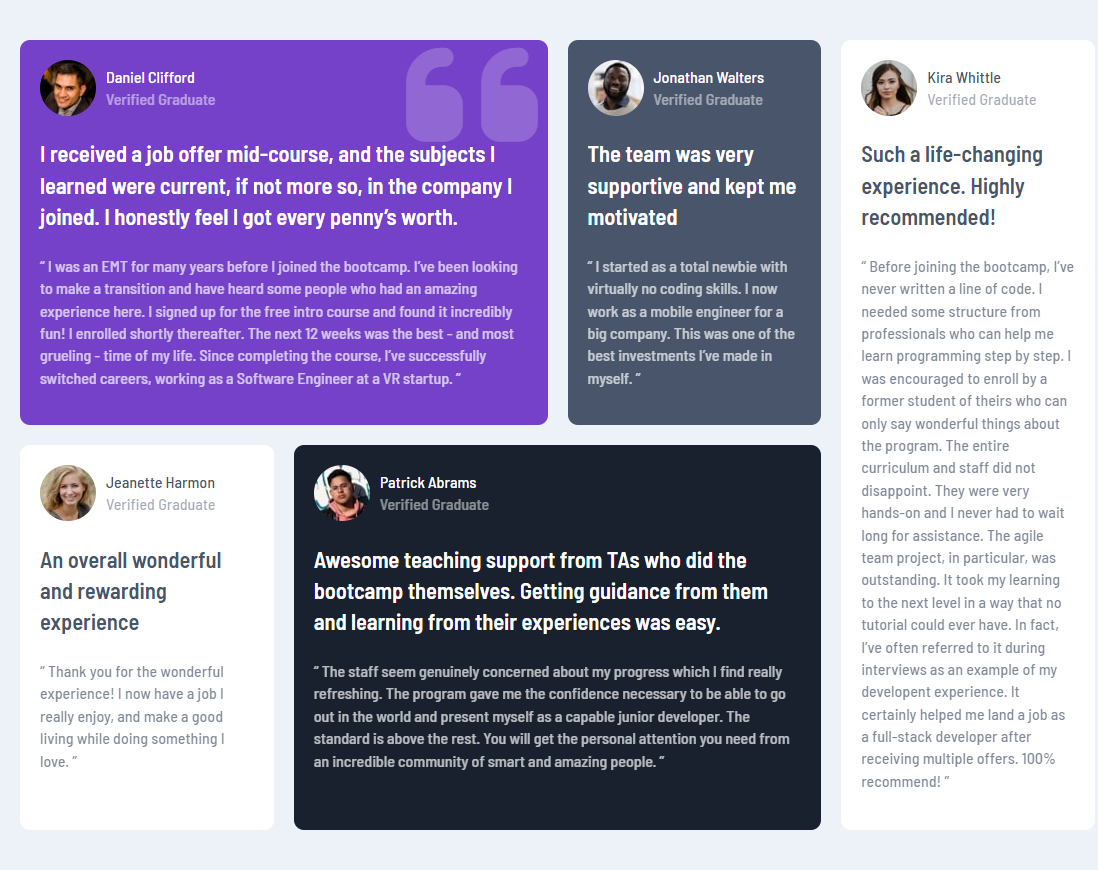 Daniel Clifford
Verified Graduate
I received a job offer mid-course, and the subjects I
learned were current, if not more so, in the company I
joined. I honestly feel I got every penny’s worth.
“ I was an EMT for many years before I joined the bootcamp. I’ve been looking
to make a transition and have heard some people who had an amazing
experience here. I signed up for the free intro course and found it incredibly
fun! I enrolled shortly thereafter. The next 12 weeks was the best – and most
grueling – time of my life. Since completing the course, I’ve successfully
switched careers, working as a Software Engineer at a VR startup. ”
Jonathan Walters
Verified Graduate
The team was very
supportive and kept me
motivated
“ I started as a total newbie with
virtually no coding skills. I now
work as a mobile engineer for a
big company. This was one of the
best investments I’ve made in
myself. ”
Kira Whittle
Verified Graduate
Such a life-changing
experience. Highly
recommended!
“ Before joining the bootcamp, I’ve
never written a line of code. I
needed some structure from
professionals who can help me
learn programming step by step. I
was encouraged to enroll by a
former student of theirs who can
only say wonderful things about
the program. The entire
curriculum and staff did not
disappoint. They were very
hands-on and I never had to wait
long for assistance. The agile
team project, in particular, was
outstanding. It took my learning
to the next level in a way that no
tutorial could ever have. In fact,
I’ve often referred to it during
interviews as an example of my
developent experience. It
certainly helped me land a job as
a full-stack developer after
receiving multiple offers. 100%
recommend! ”
Jeanette Harmon
Verified Graduate
An overall wonderful
and rewarding
experience
“ Thank you for the wonderful
experience! I now have a job I
really enjoy, and make a good
living while doing something I
love. ”
Patrick Abrams
Verified Graduate
Awesome teaching support from TAs who did the
bootcamp themselves. Getting guidance from them
and learning from their experiences was easy.
“ The staff seem genuinely concerned about my progress which I find really
refreshing. The program gave me the confidence necessary to be able to go
out in the world and present myself as a capable junior developer. The
standard is above the rest. You will get the personal attention you need from
an incredible community of smart and amazing people. ”